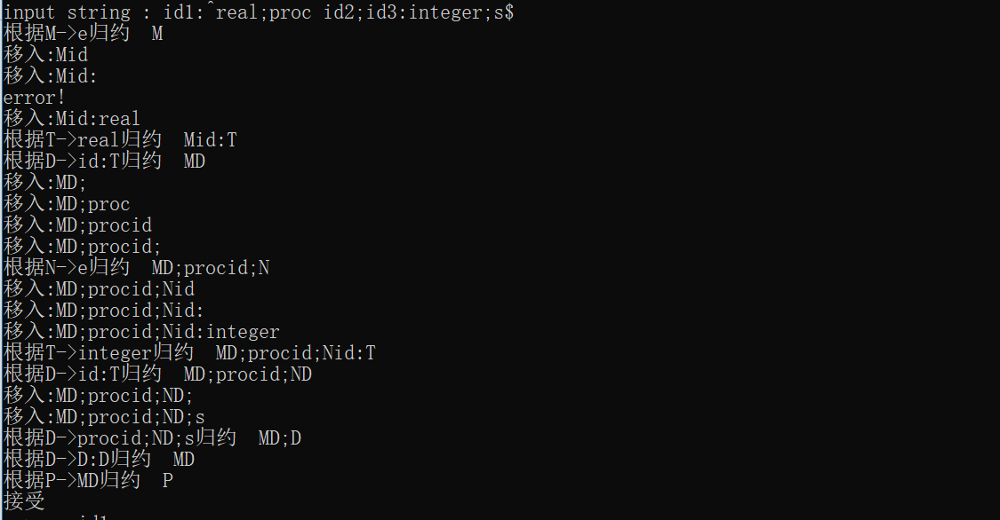 input string : id1:^real;proc id2;id3:integer;s$
根据M->e归约  M
移入:Mid
移入:Mid:
error!
移入:Mid:real
根据T->real归约  Mid:T
根据D->id:T归约  MD
移入:MD;
移入:MD;proc
移入:MD;procid
移入:MD;procid;
根据N->e归约  MD;procid;N
移入:MD;procid;Nid
移入:MD;procid;Nid:
移入:MD;procid;Nid:integer
根据T->integer归约  MD;procid;Nid:T
根据D->id:T归约  MD;procid;ND
移入:MD;procid;ND;
移入:MD;procid;ND;s
根据D->procid;ND;s归约  MD;D
根据D->D:D归约  MD
根据P->MD归约  P
接受